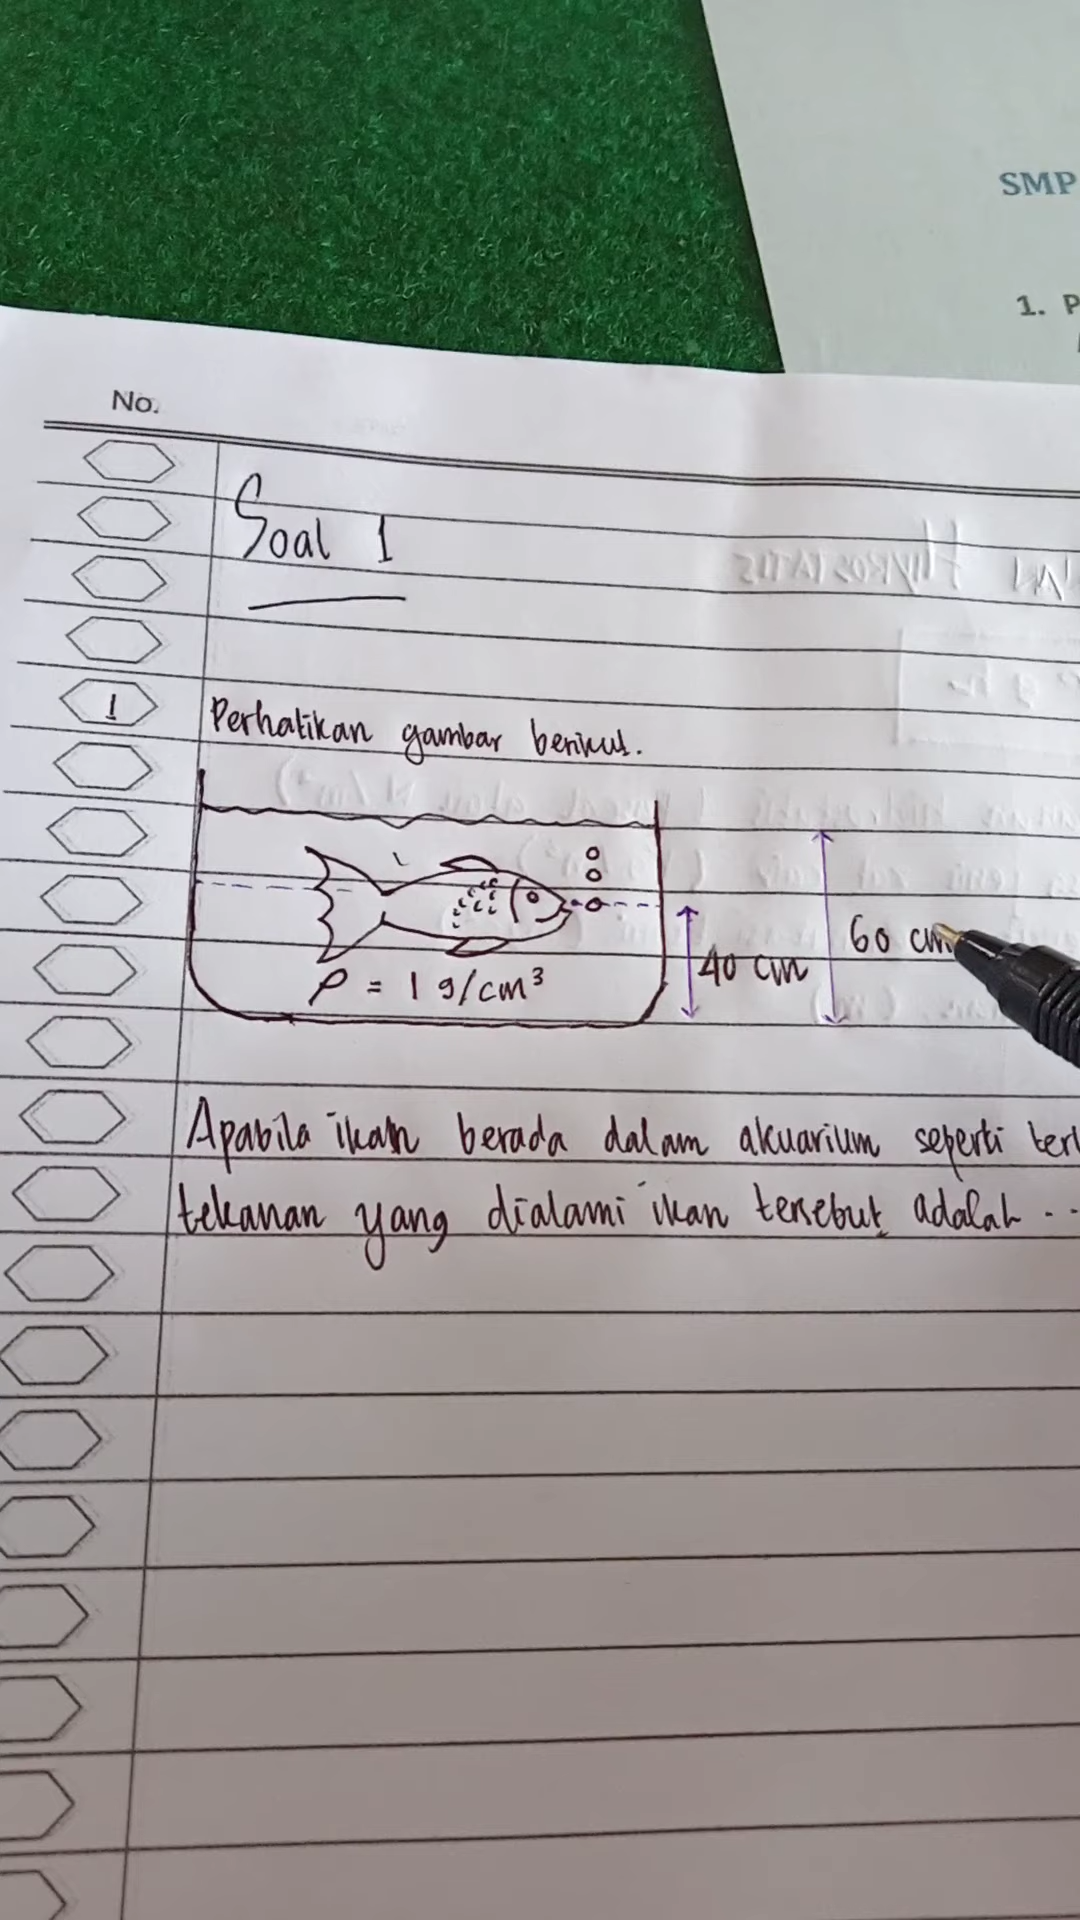 SMP
1. P
No.
Soal 1
1 Perhatikan gambar berikut.
60 cm
40 cm
ρ = 1 g/cm³
Apabila ikan berada dalam akuarium seperti
tekanan yang dialami ikan tersebut adalah ..